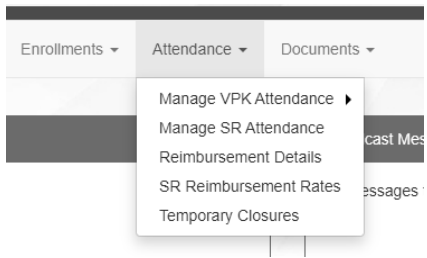 Enrollments Attendance Documents
Manage VPK Attendance
Manage SR Attendance
cast Mes
Reimbursement Details
SR Reimbursement Rates
essages
Temporary Closures